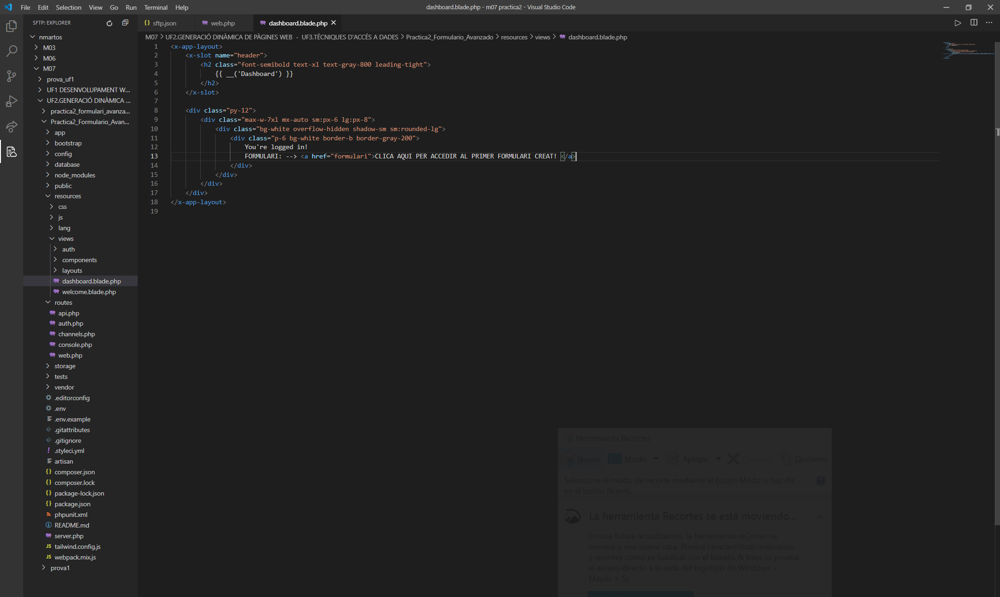 File Edit Selection View Go Run Terminal Help
dashboard.blade.php - m07 practica2 - Visual Studio Code
SFTP: EXPLORER
sftp.json
web.php
dashboard.blade.php
M07 > UF2.GENERACIÓ DINÀMICA DE PÀGINES WEB - UF3.TÈCNIQUES D'ACCÉS A DADES > Practica2_Formulario_Avanzado > resources > views > dashboard.blade.php
nmartos
M03
M06
M07
prova_uf1
UF1 DESENVOLUPAMENT W...
UF2.GENERACIÓ DINÀMICA ...
practica2_formulari_avanza...
Practica2_Formulario_Avan...
app
bootstrap
config
database
node_modules
public
resources
css
js
lang
views
auth
components
layouts
dashboard.blade.php
welcome.blade.php
routes
api.php
auth.php
channels.php
console.php
web.php
storage
tests
vendor
.editorconfig
.env
.env.example
.gitattributes
.gitignore
.styleci.yml
artisan
composer.json
composer.lock
package-lock.json
package.json
phpunit.xml
README.md
server.php
tailwind.config.js
webpack.mix.js
prova1
1 <x-app-layout>
2 <x-slot name="header">
3 <h2 class="font-semibold text-xl text-gray-800 leading-tight">
4 {{ __('Dashboard') }}
5 </h2>
6 </x-slot>
7
8 <div class="py-12">
9 <div class="max-w-7xl mx-auto sm:px-6 lg:px-8">
10 <div class="bg-white overflow-hidden shadow-sm sm:rounded-lg">
11 <div class="p-6 bg-white border-b border-gray-200">
12 You're logged in!
13 FORMULARI: --> <a href="formulari">CLICA AQUI PER ACCEDIR AL PRIMER FORMULARI CREAT! </a>
14 </div>
15 </div>
16 </div>
17 </div>
18 </x-app-layout>
19
Herramienta Recortes
Nuevo Modo Aplazar Cancelar Opciones
Selecciona el modo de recorte mediante el botón Modo o haz clic
en el botón Nuevo.
La herramienta Recortes se está moviendo...
En una futura actualización, la herramienta reCortes se
moverá a una nueva casa. Prueba características mejoradas
y recortes como es habitual con el boceto & trace (o prueba
el acceso directo a la tecla del logotipo de Windows +
Mayús + S).